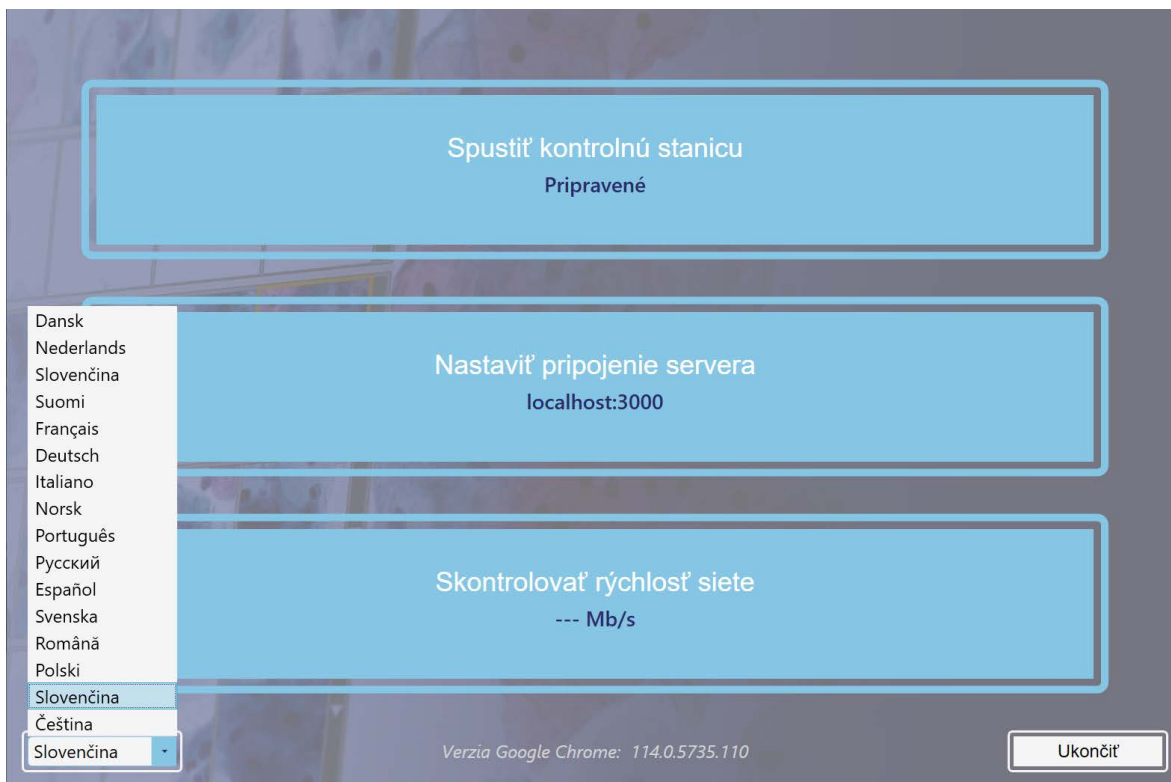 Spustiť kontrolnú stanicu
Pripravené
Nastaviť pripojenie servera
localhost:3000
Skontrolovať rýchlosť siete
--- Mb/s
Dansk
Nederlands
Slovenčina
Suomi
Français
Deutsch
Italiano
Norsk
Português
Русский
Español
Svenska
Română
Polski
Slovenčina
Čeština
Slovenčina
Verzia Google Chrome: 114.0.5735.110
Ukončiť